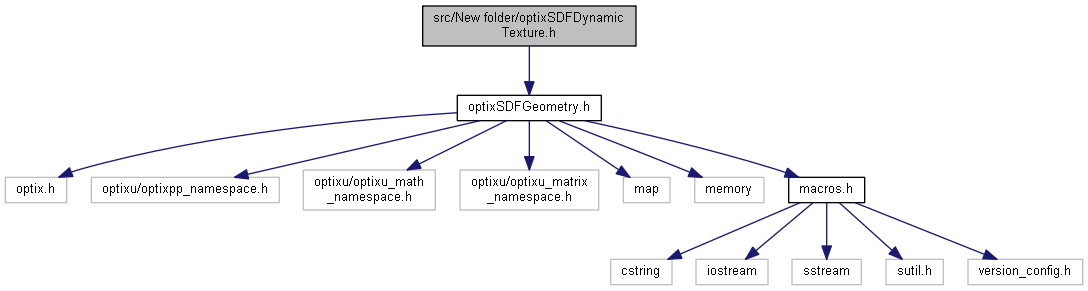 src/New folder/optixSDFDynamic
Texture.h
optixSDFGeometry.h
optix.h
optixu/optixpp_namespace.h
optixu/optixu_math
_namespace.h
optixu/optixu_matrix
_namespace.h
map
memory
macros.h
cstring
iostream
sstream
sutil.h
version_config.h